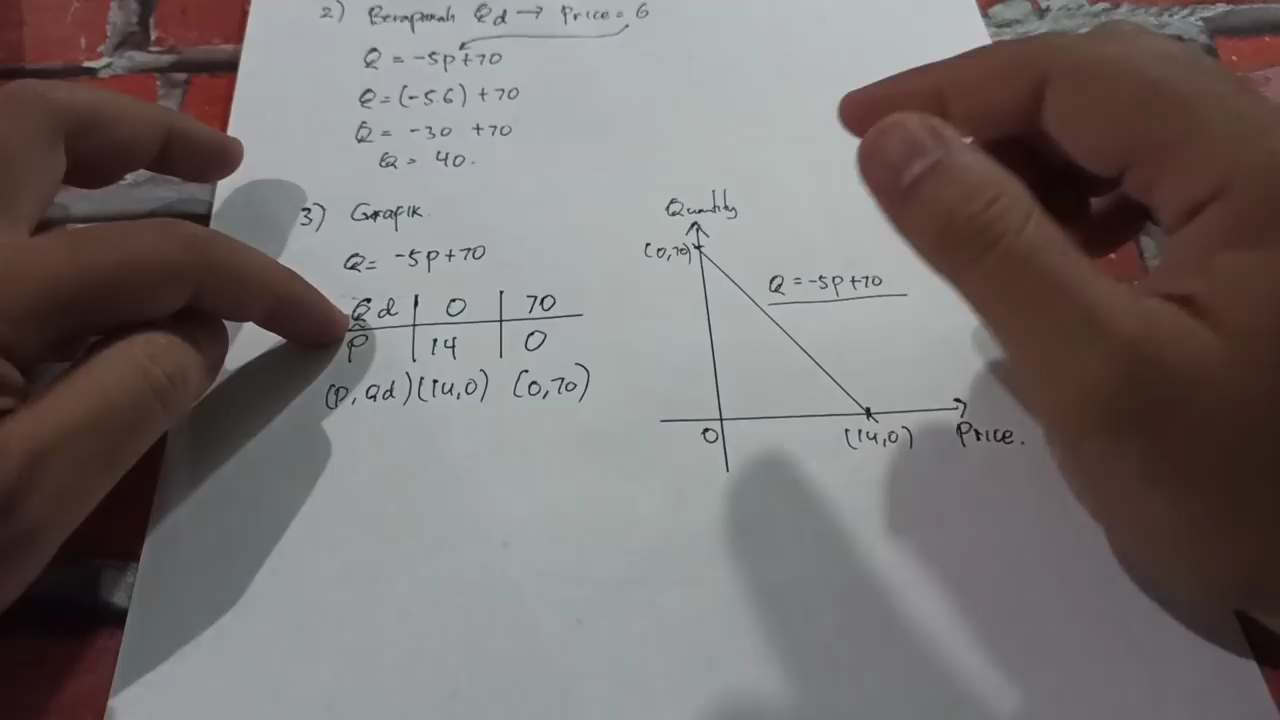 2) Berapakah Qd → Price = 6
Q = -5p+70
Q = (-5.6) + 70
Q = -30 +70
Q = 40.
3) Grafik
Q = -5p+70
Qd | 0 | 70
P | 14 | 0
(P, Qd) (14,0) (0,70)
Quantity
(0,70)
Q = -5p+70
0
(14,0)
Price.